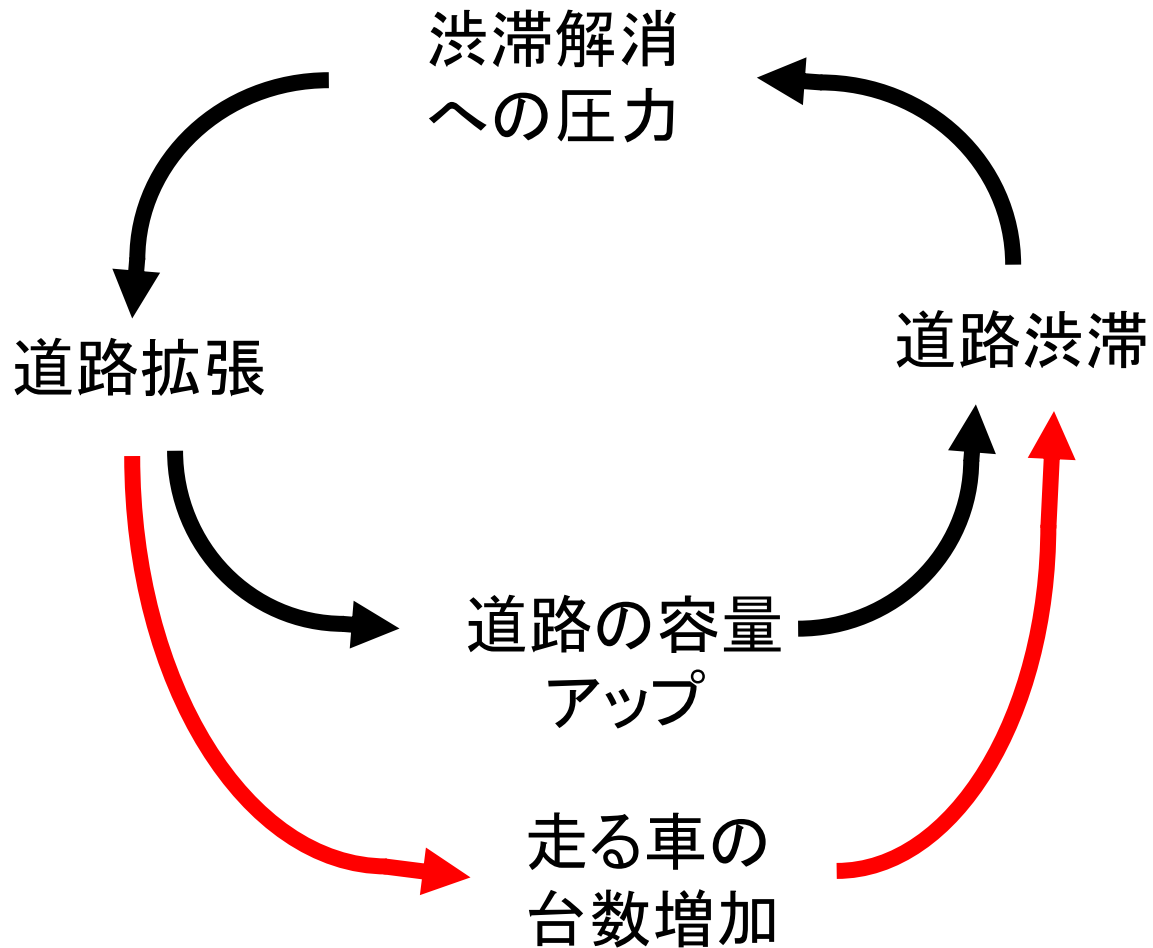 渋滞解消
への圧力
道路拡張
道路渋滞
道路の容量
アップ
走る車の
台数増加